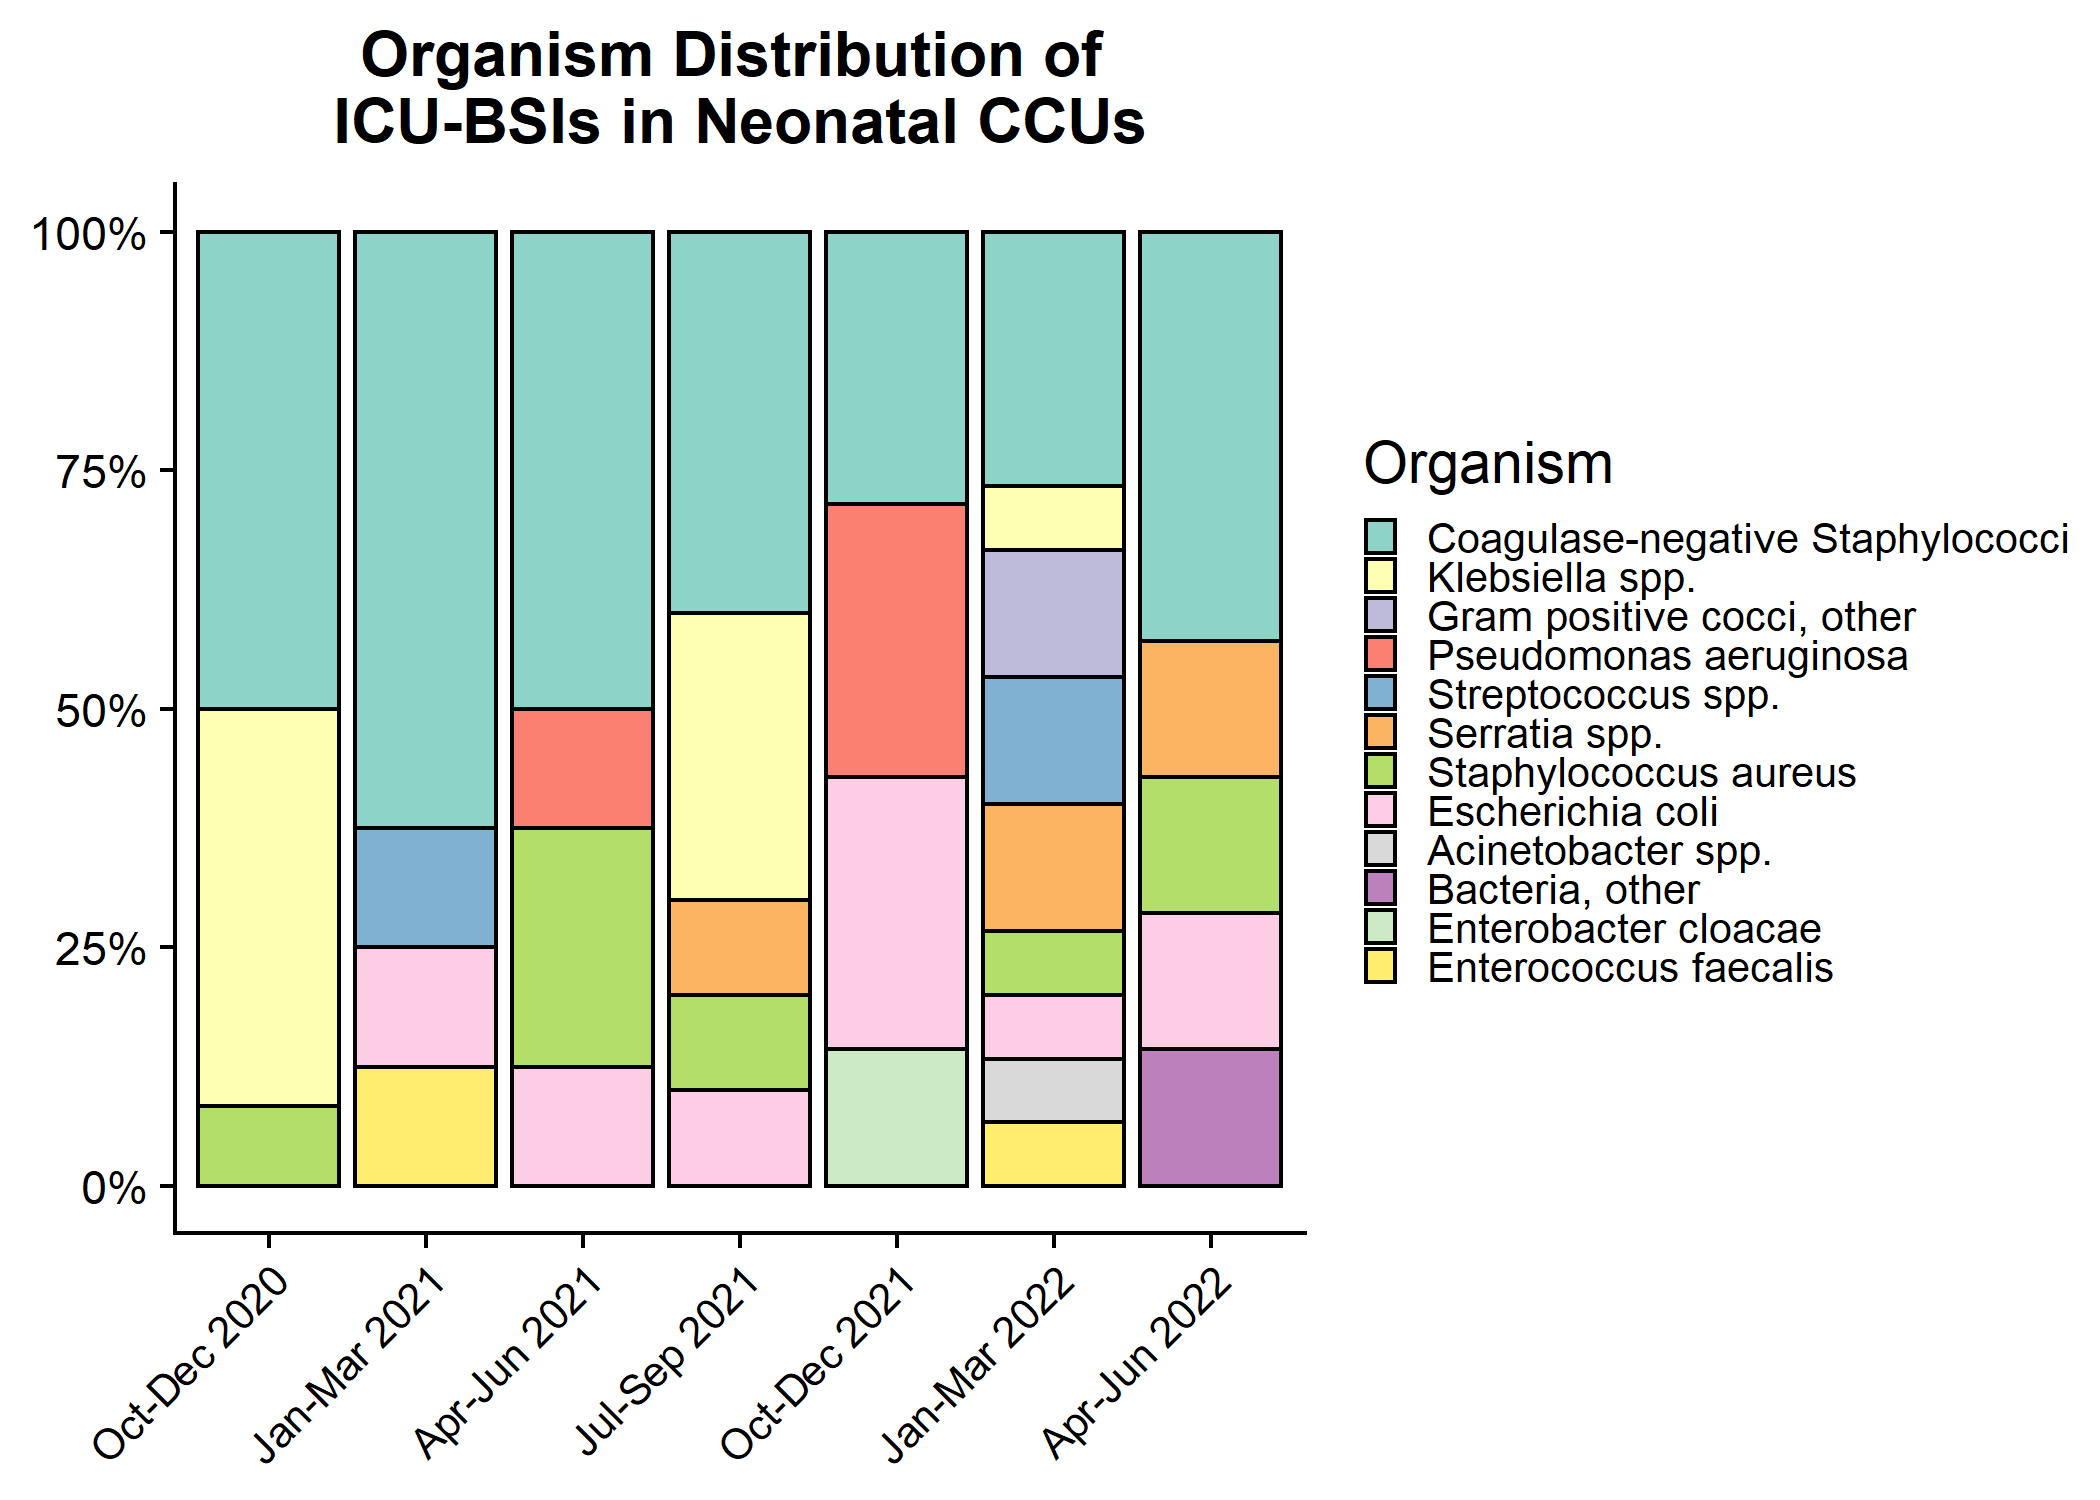 Organism Distribution of
ICU-BSIs in Neonatal CCUs
100%
75%
50%
25%
0%
Oct-Dec 2020
Jan-Mar 2021
Apr-Jun 2021
Jul-Sep 2021
Oct-Dec 2021
Jan-Mar 2022
Apr-Jun 2022
Organism
Coagulase-negative Staphylococci
Klebsiella spp.
Gram positive cocci, other
Pseudomonas aeruginosa
Streptococcus spp.
Serratia spp.
Staphylococcus aureus
Escherichia coli
Acinetobacter spp.
Bacteria, other
Enterobacter cloacae
Enterococcus faecalis